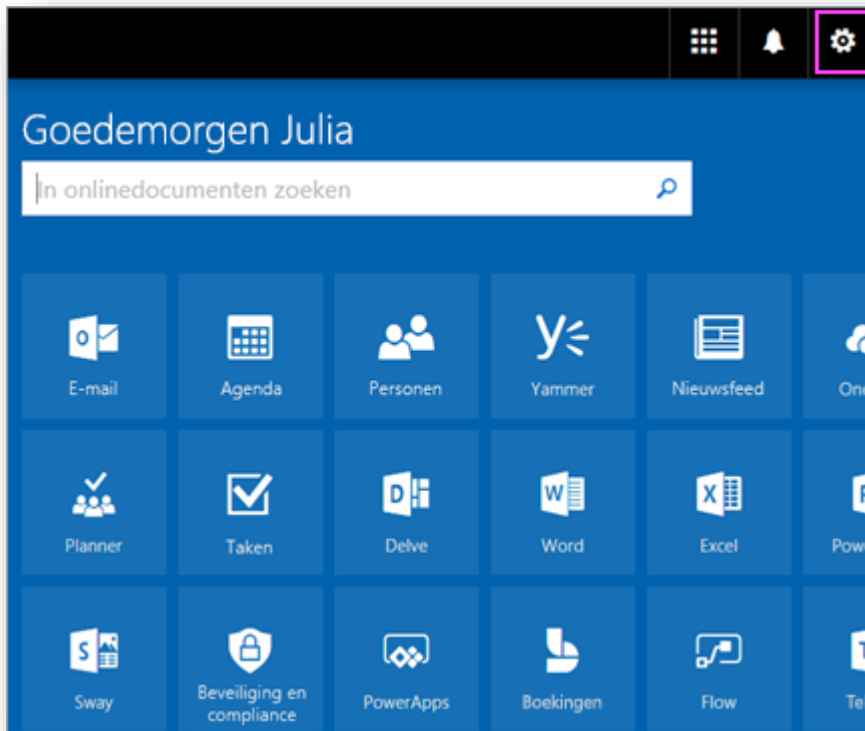 Goedemorgen Julia
In onlinedocumenten zoeken
E-mail
Agenda
Personen
Yammer
Nieuwsfeed
Planner
Taken
Delve
Word
Excel
Sway
Beveiliging en
compliance
PowerApps
Boekingen
Flow